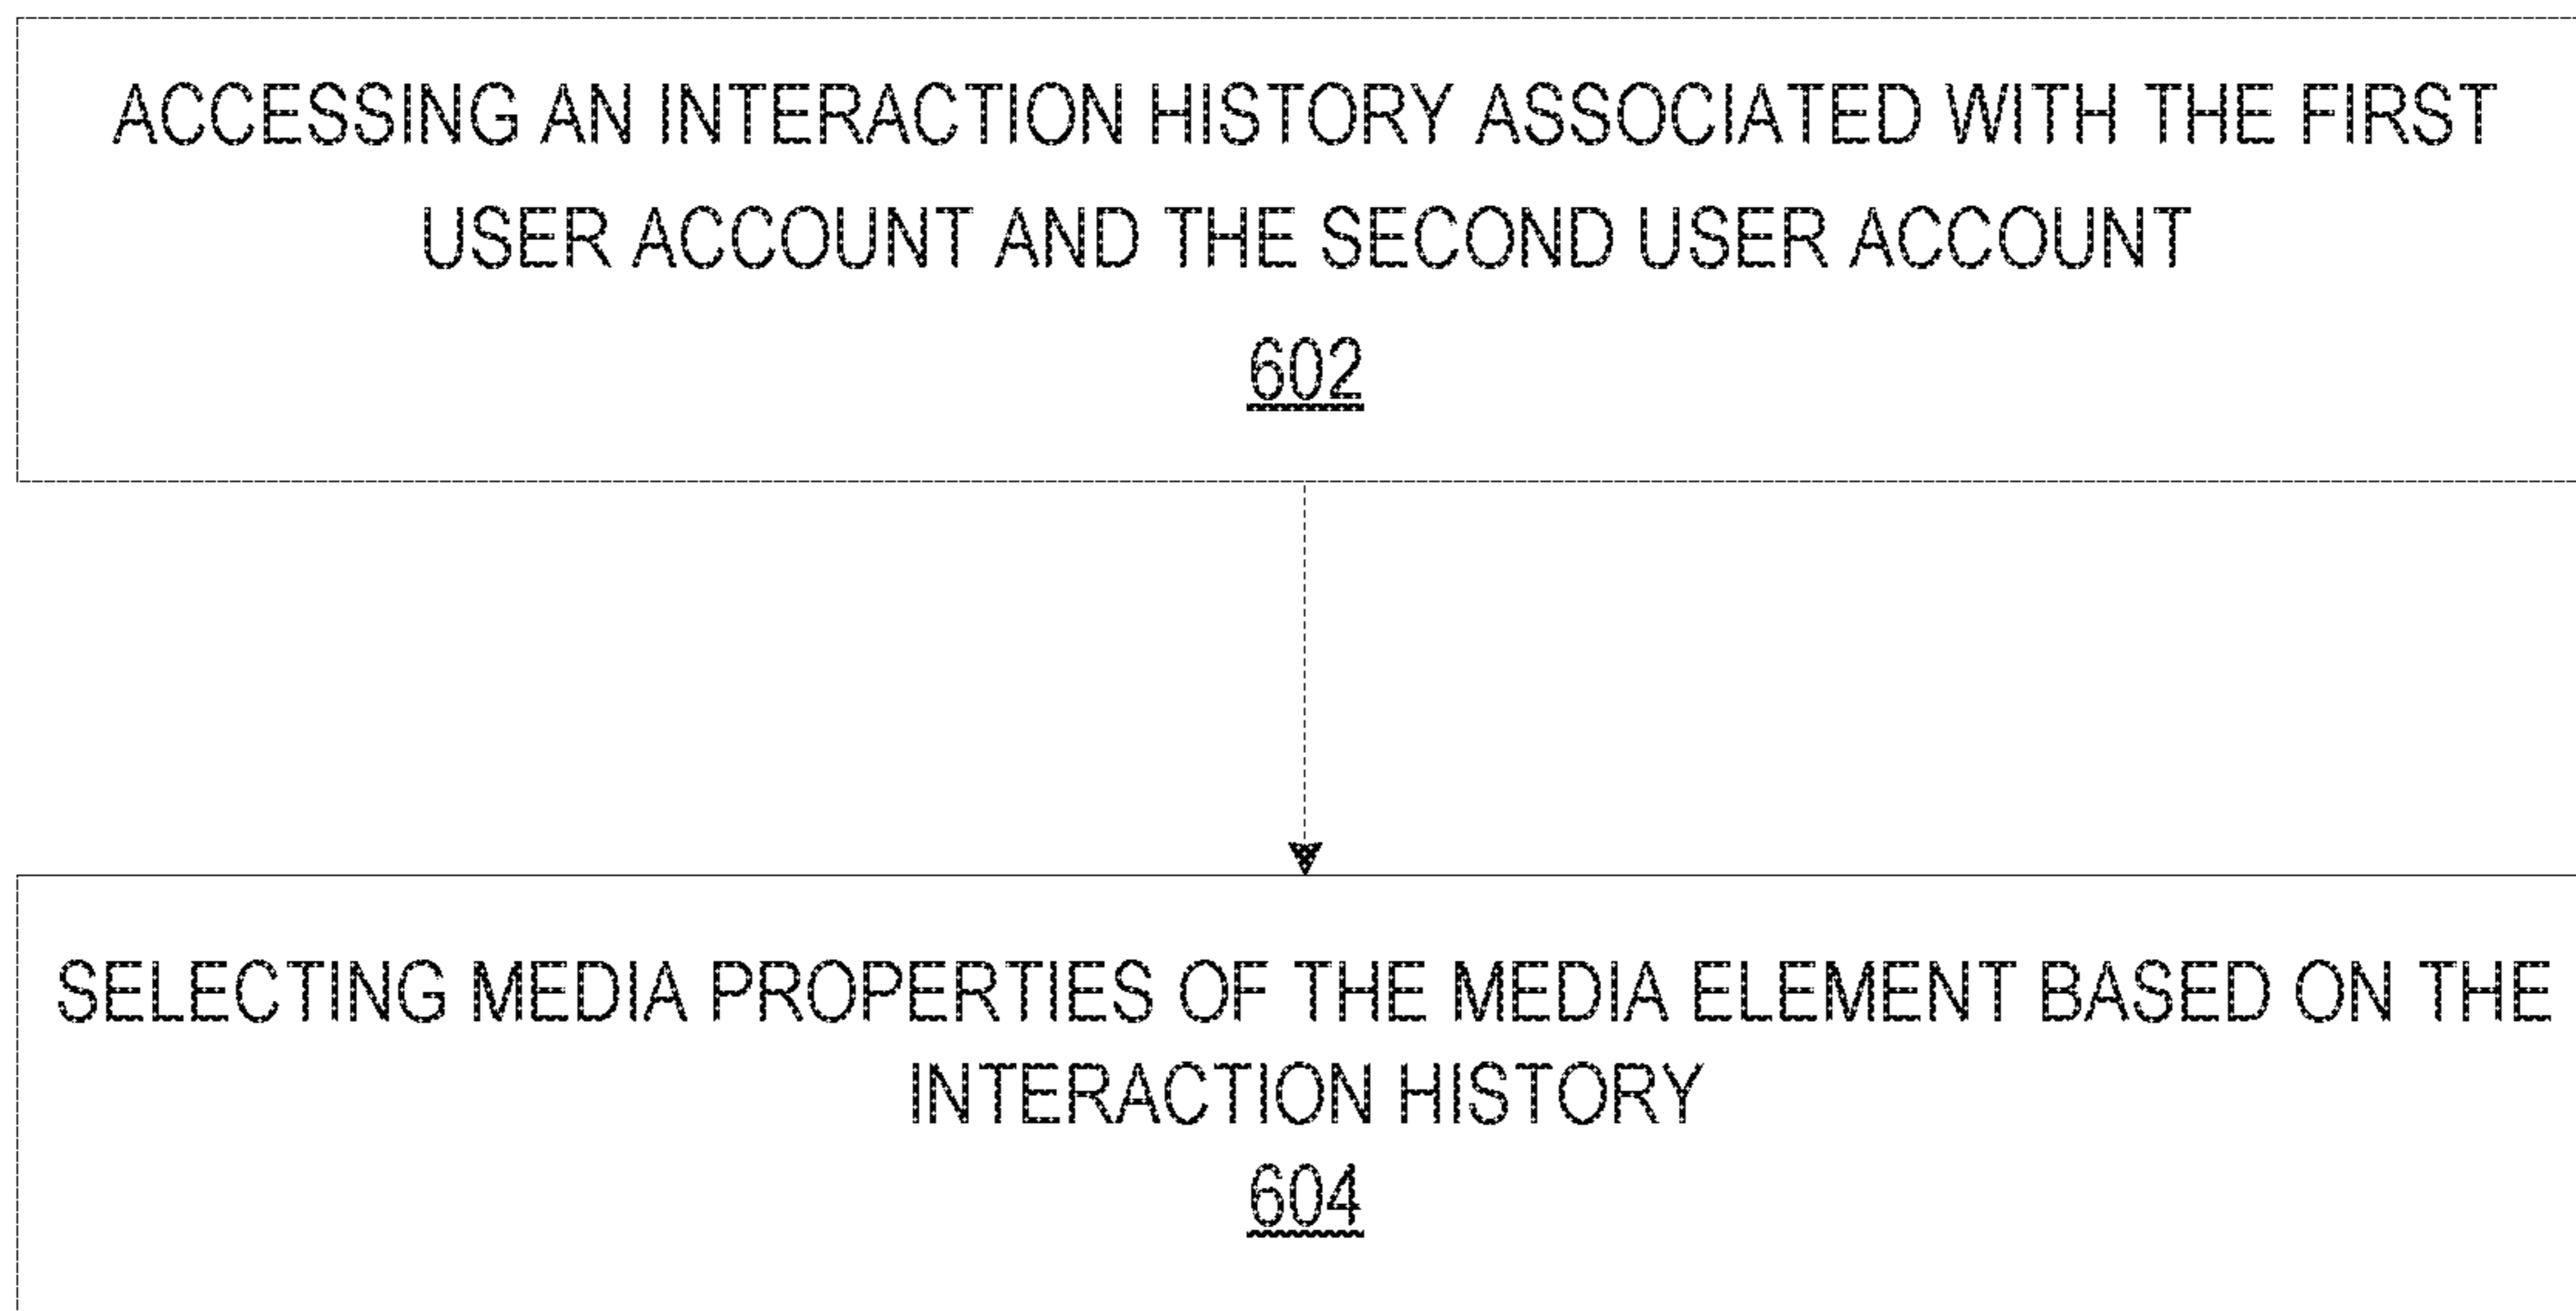 ACCESSING AN INTERACTION HISTORY ASSOCIATED WITH THE FIRST
USER ACCOUNT AND THE SECOND USER ACCOUNT
602
SELECTING MEDIA PROPERTIES OF THE MEDIA ELEMENT BASED ON THE
INTERACTION HISTORY
604